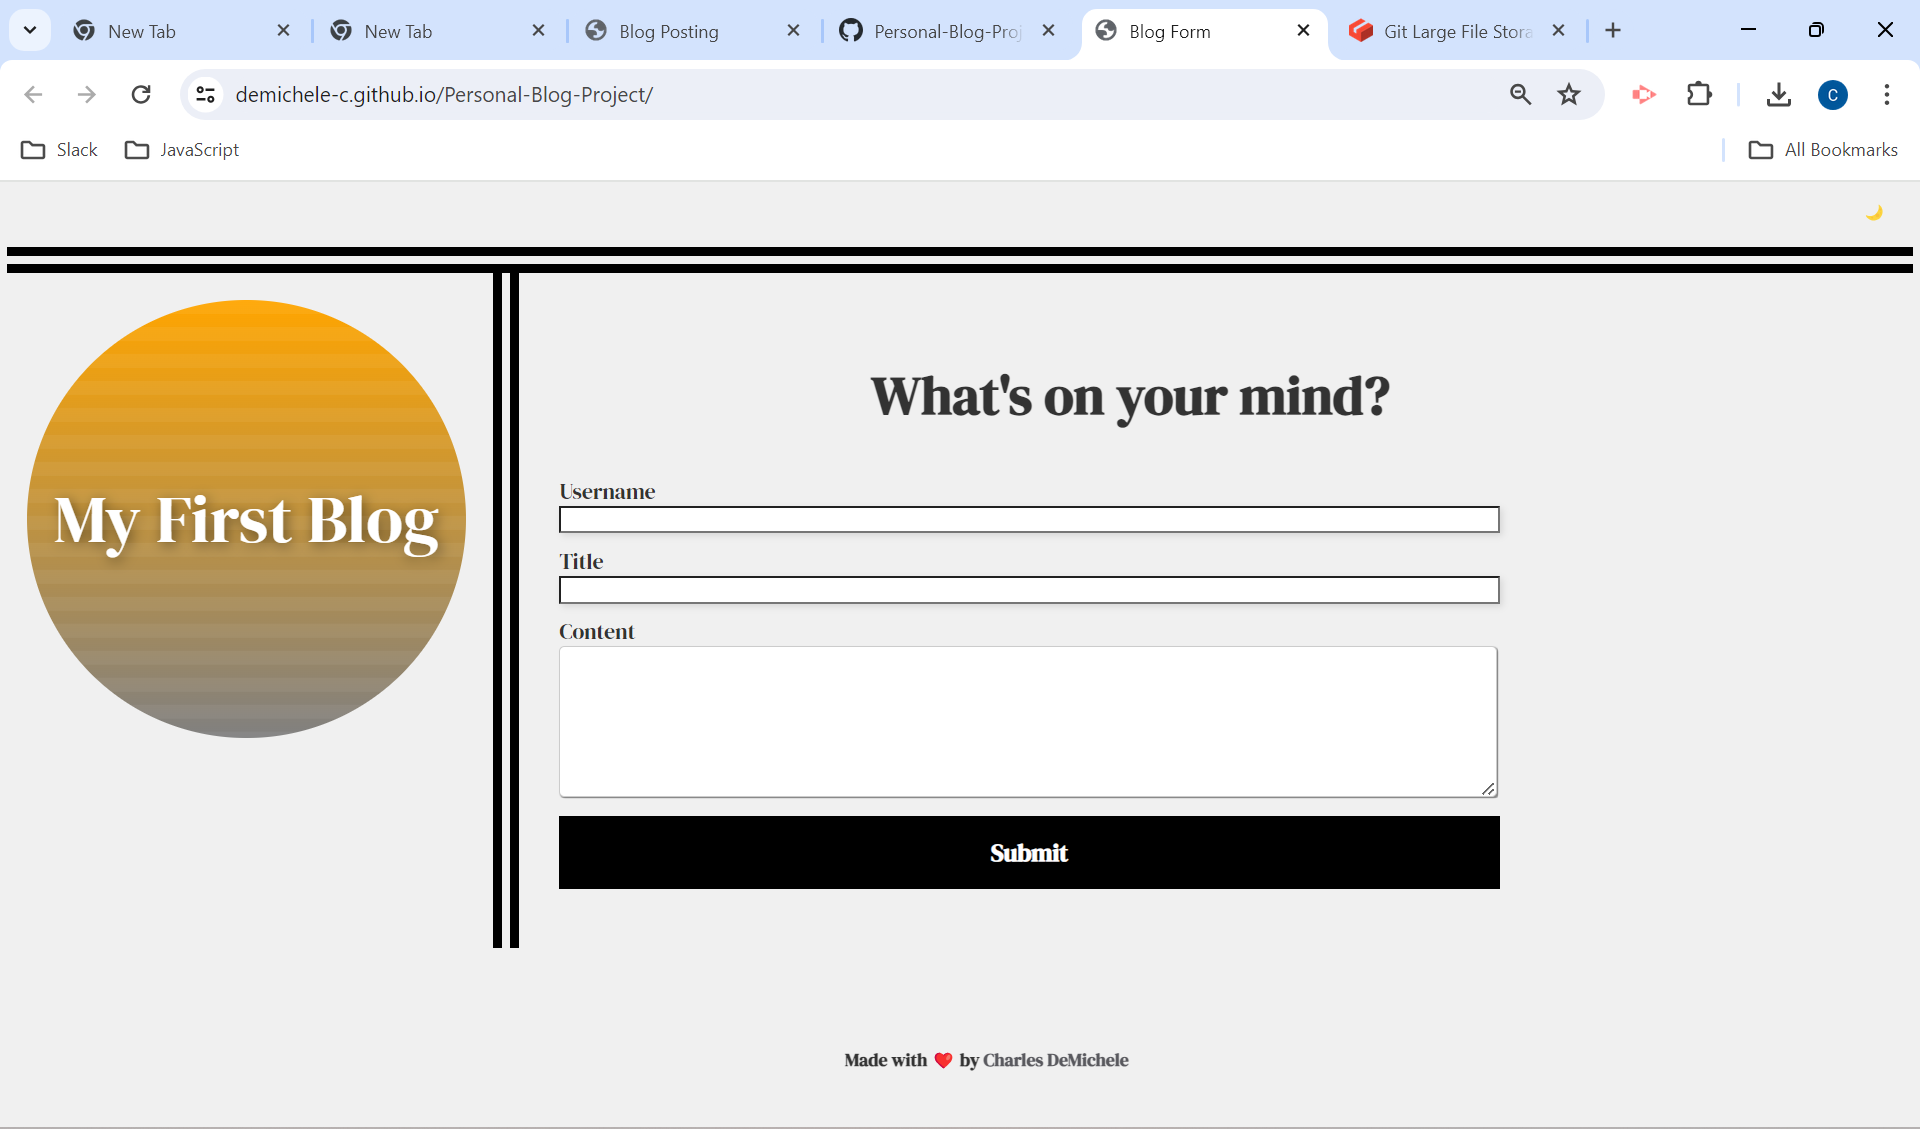 New Tab
New Tab
Blog Posting
Personal-Blog-Proj
Blog Form
Git Large File Stora
demichele-c.github.io/Personal-Blog-Project/
C
Slack
JavaScript
All Bookmarks
My First Blog
What's on your mind?
Username
Title
Content
Submit
Made with ❤️ by Charles DeMichele